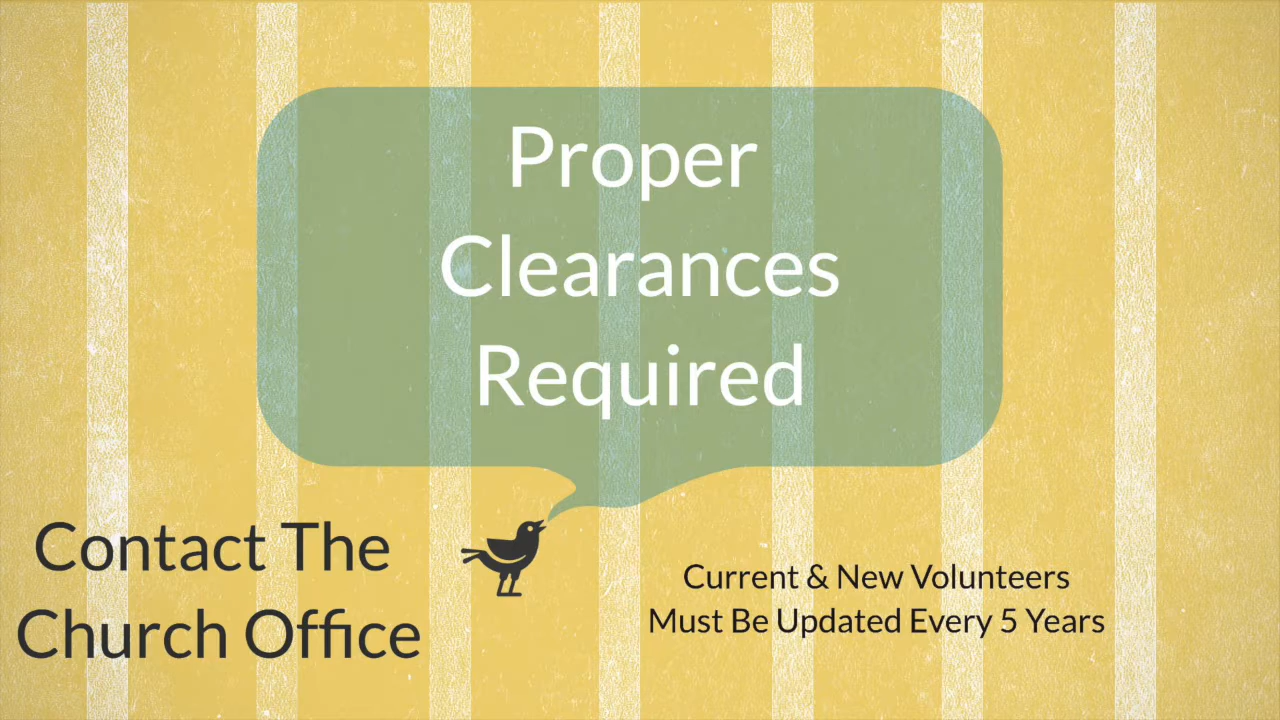 Proper
Clearances
Required
Contact The
Church Office
Current & New Volunteers
Must Be Updated Every 5 Years